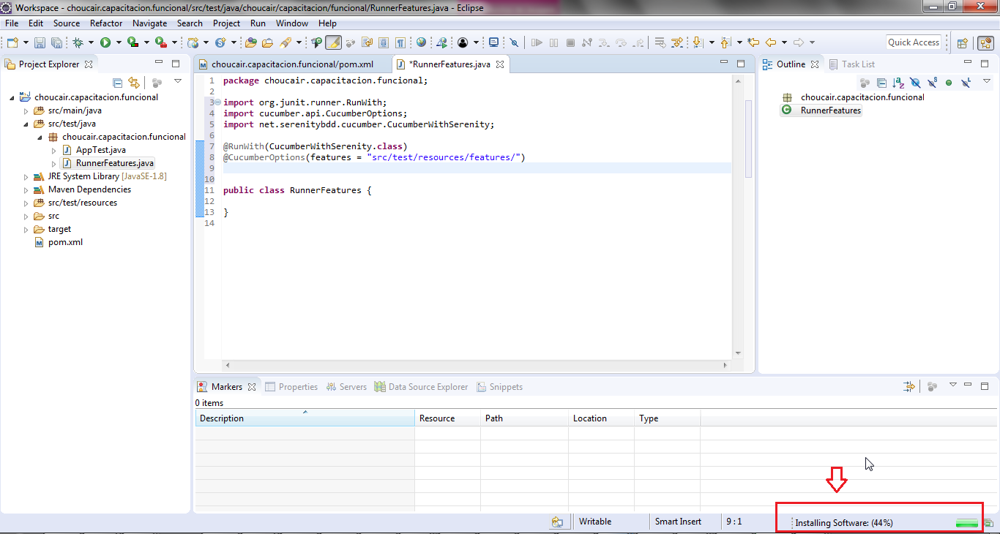 Workspace - choucair.capacitacion.funcional/src/test/java/choucair/capacitacion/funcional/RunnerFeatures.java - Eclipse
File Edit Source Refactor Navigate Search Project Run Window Help
Quick Access
Project Explorer
choucair.capacitacion.funcional
src/main/java
src/test/java
choucair.capacitacion.funcional
AppTest.java
RunnerFeatures.java
JRE System Library [JavaSE-1.8]
Maven Dependencies
src/test/resources
src
target
pom.xml
choucair.capacitacion.funcional/pom.xml *RunnerFeatures.java
1 package choucair.capacitacion.funcional;
2
3 import org.junit.runner.RunWith;
4 import cucumber.api.CucumberOptions;
5 import net.serenitybdd.cucumber.CucumberWithSerenity;
6
7 @RunWith(CucumberWithSerenity.class)
8 @CucumberOptions(features = "src/test/resources/features/")
9
10
11 public class RunnerFeatures {
12
13 }
14
Outline Task List
choucair.capacitacion.funcional
RunnerFeatures
Markers Properties Servers Data Source Explorer Snippets
0 items
Description Resource Path Location Type
Writable Smart Insert 9 : 1 Installing Software: (44%)